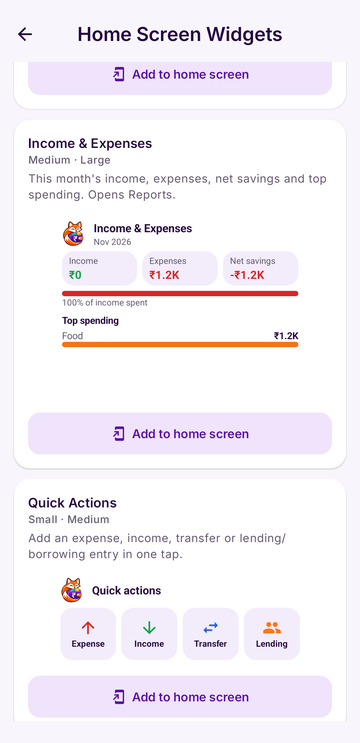 Home Screen Widgets
Add to home screen
Income & Expenses
Medium · Large
This month's income, expenses, net savings and top
spending. Opens Reports.
Income & Expenses
Nov 2026
Income
₹0
Expenses
₹1.2K
Net savings
-₹1.2K
100% of income spent
Top spending
Food ₹1.2K
Add to home screen
Quick Actions
Small · Medium
Add an expense, income, transfer or lending/
borrowing entry in one tap.
Quick actions
Expense Income Transfer Lending
Add to home screen